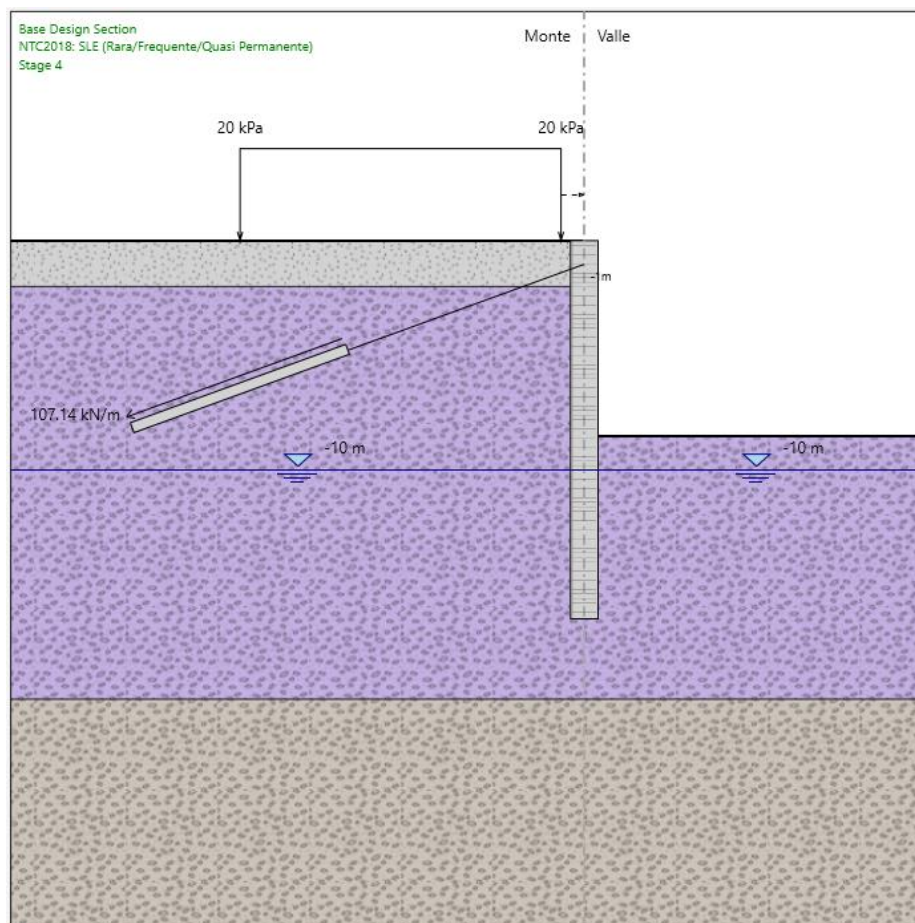 Base Design Section
NTC2018: SLE (Rara/Frequente/Quasi Permanente)
Stage 4
Monte
Valle
20 kPa
20 kPa
-1m
107.14 kN/m
-10 m
-10 m